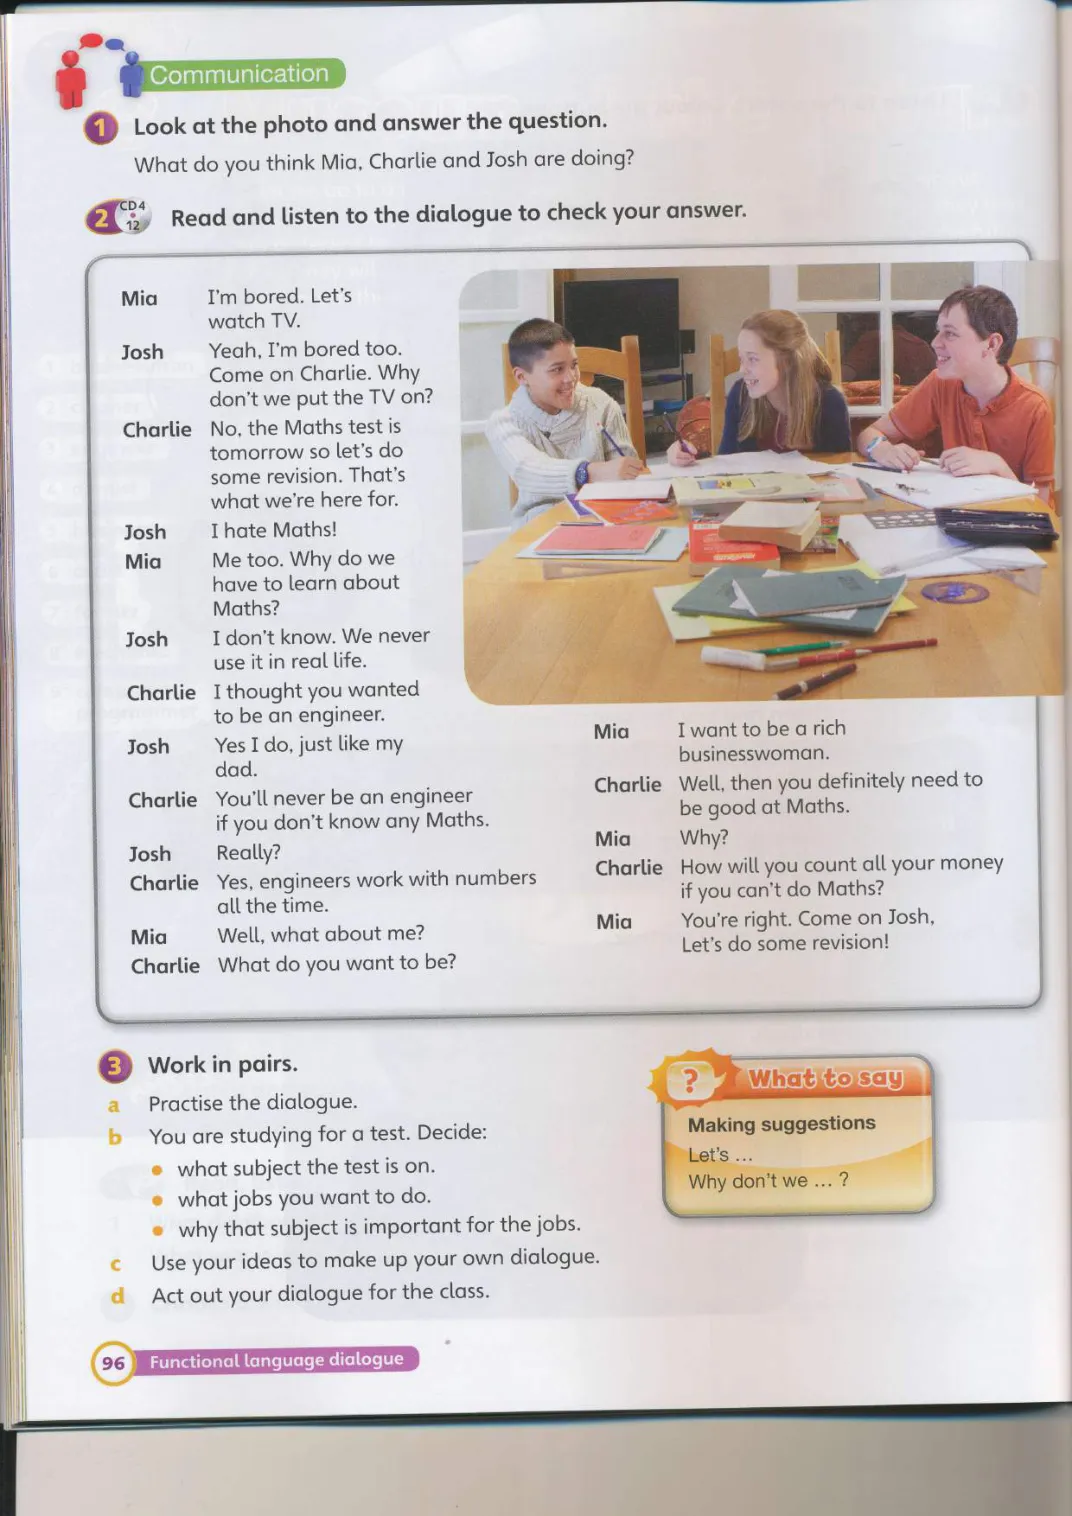 Communication
1 Look at the photo and answer the question.
What do you think Mia, Charlie and Josh are doing?
2 CD4 12 Read and listen to the dialogue to check your answer.
Mia I'm bored. Let's
watch TV.
Josh Yeah, I'm bored too.
Come on Charlie. Why
don't we put the TV on?
Charlie No, the Maths test is
tomorrow so let's do
some revision. That's
what we're here for.
Josh I hate Maths!
Mia Me too. Why do we
have to learn about
Maths?
Josh I don't know. We never
use it in real life.
Charlie I thought you wanted
to be an engineer.
Josh Yes I do, just like my
dad.
Charlie You'll never be an engineer
if you don't know any Maths.
Josh Really?
Charlie Yes, engineers work with numbers
all the time.
Mia Well, what about me?
Charlie What do you want to be?
Mia I want to be a rich
businesswoman.
Charlie Well, then you definitely need to
be good at Maths.
Mia Why?
Charlie How will you count all your money
if you can't do Maths?
Mia You're right. Come on Josh,
Let's do some revision!
3 Work in pairs.
a Practise the dialogue.
b You are studying for a test. Decide:
• what subject the test is on.
• what jobs you want to do.
• why that subject is important for the jobs.
c Use your ideas to make up your own dialogue.
d Act out your dialogue for the class.
? What to say
Making suggestions
Let's ...
Why don't we ... ?
96 Functional language dialogue